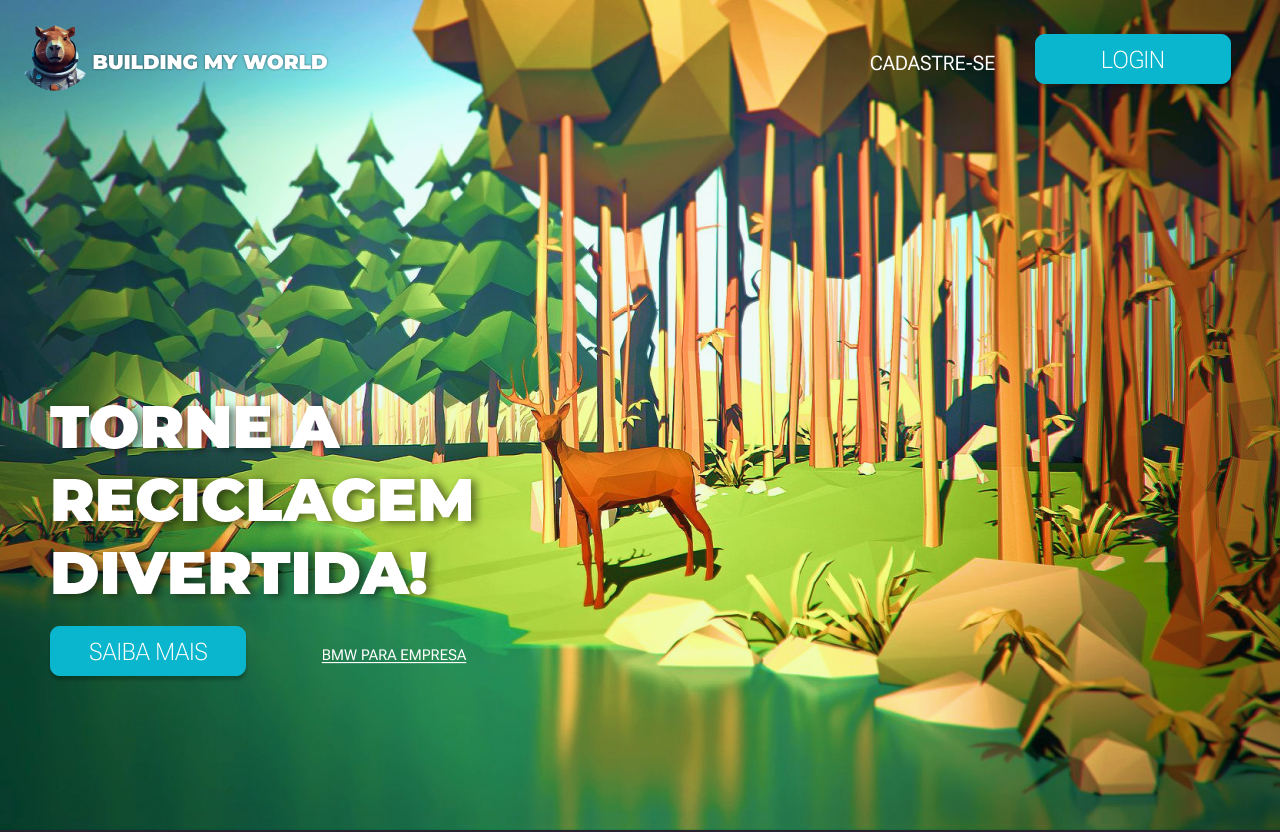 BUILDING MY WORLD
CADASTRE-SE
LOGIN
TORNE A
RECICLAGEM
DIVERTIDA!
SAIBA MAIS
BMW PARA EMPRESA